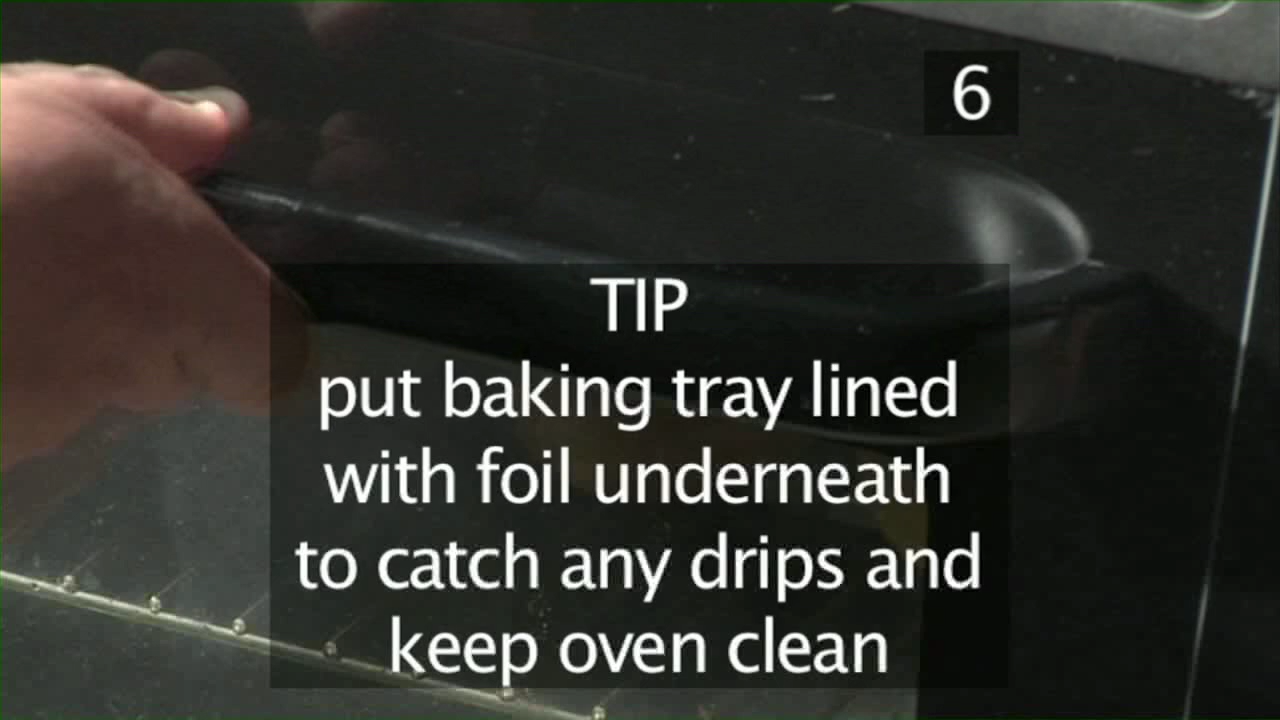 6
TIP
put baking tray lined
with foil underneath
to catch any drips and
keep oven clean